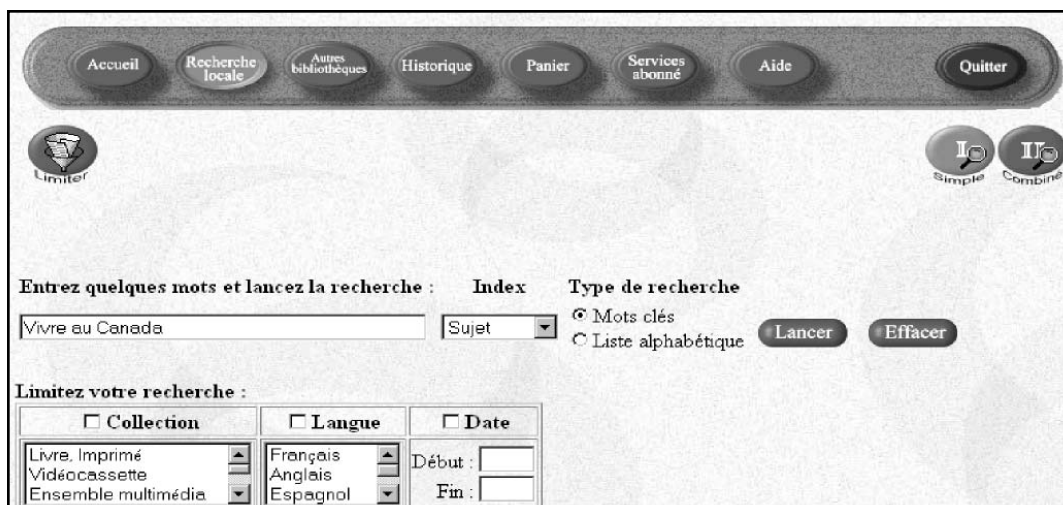 Accueil Recherche locale Autres bibliothèques Historique Panier Services abonné Aide Quitter
Limiter Simple Combiné
Entrez quelques mots et lancez la recherche : Index Type de recherche
Vivre au Canada Sujet Mots clés
Liste alphabétique Lancer Effacer
Limitez votre recherche :
Collection Langue Date
Livre, Imprimé Français Début :
Vidéocassette Anglais
Ensemble multimédia Espagnol Fin :